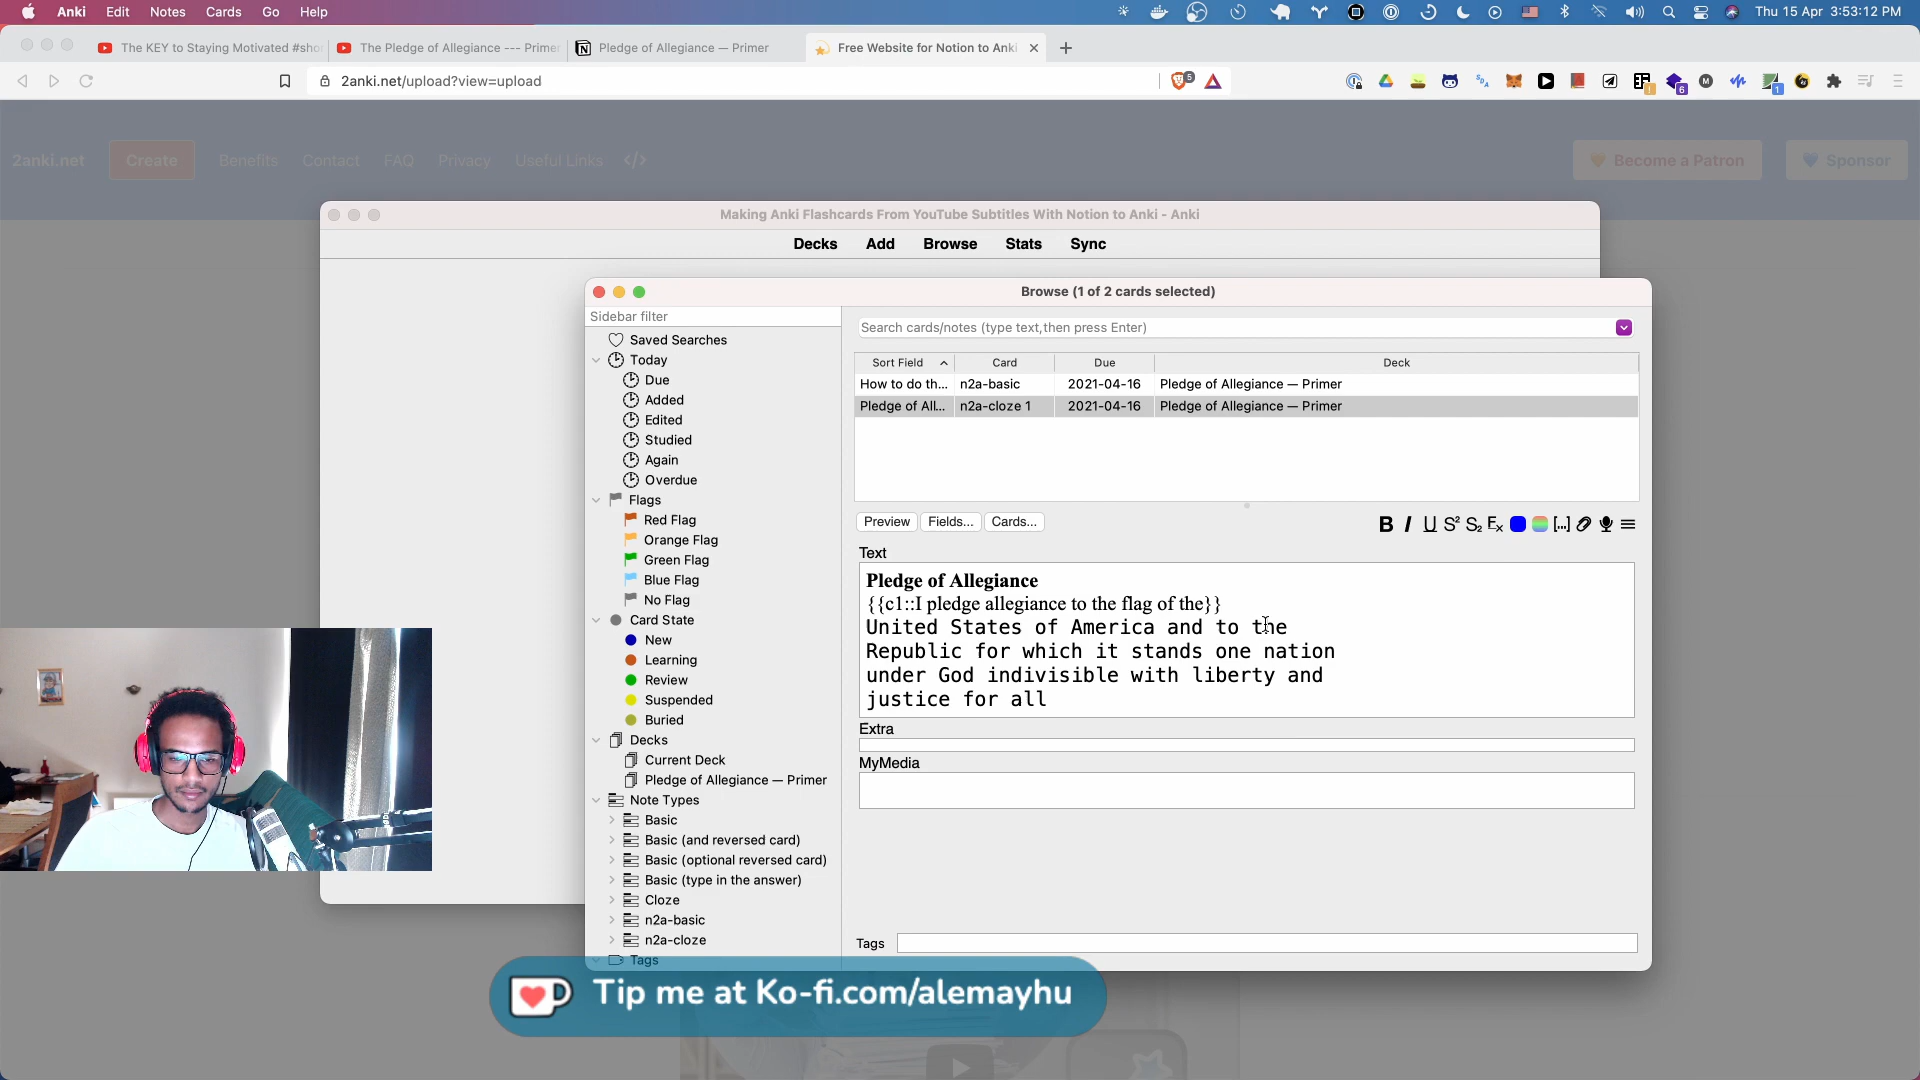 Anki Edit Notes Cards Go Help Thu 15 Apr 3:53:12 PM
The KEY to Staying Motivated #shor The Pledge of Allegiance --- Primer Pledge of Allegiance — Primer Free Website for Notion to Anki
2anki.net/upload?view=upload
2anki.net Create Benefits Contact FAQ Privacy Useful Links </> Become a Patron Sponsor
Making Anki Flashcards From YouTube Subtitles With Notion to Anki - Anki
Decks Add Browse Stats Sync
Browse (1 of 2 cards selected)
Sidebar filter
Saved Searches
Today
Due
Added
Edited
Studied
Again
Overdue
Flags
Red Flag
Orange Flag
Green Flag
Blue Flag
No Flag
Card State
New
Learning
Review
Suspended
Buried
Decks
Current Deck
Pledge of Allegiance — Primer
Note Types
Basic
Basic (and reversed card)
Basic (optional reversed card)
Basic (type in the answer)
Cloze
n2a-basic
n2a-cloze
Tags
Search cards/notes (type text,then press Enter)
Sort Field Card Due Deck
How to do th... n2a-basic 2021-04-16 Pledge of Allegiance — Primer
Pledge of All... n2a-cloze 1 2021-04-16 Pledge of Allegiance — Primer
Preview Fields... Cards... B I U S² S₂ Fx [...]
Text
Pledge of Allegiance
{{c1::I pledge allegiance to the flag of the}}
United States of America and to the
Republic for which it stands one nation
under God indivisible with liberty and
justice for all
Extra
MyMedia
Tags
Tip me at Ko-fi.com/alemayhu